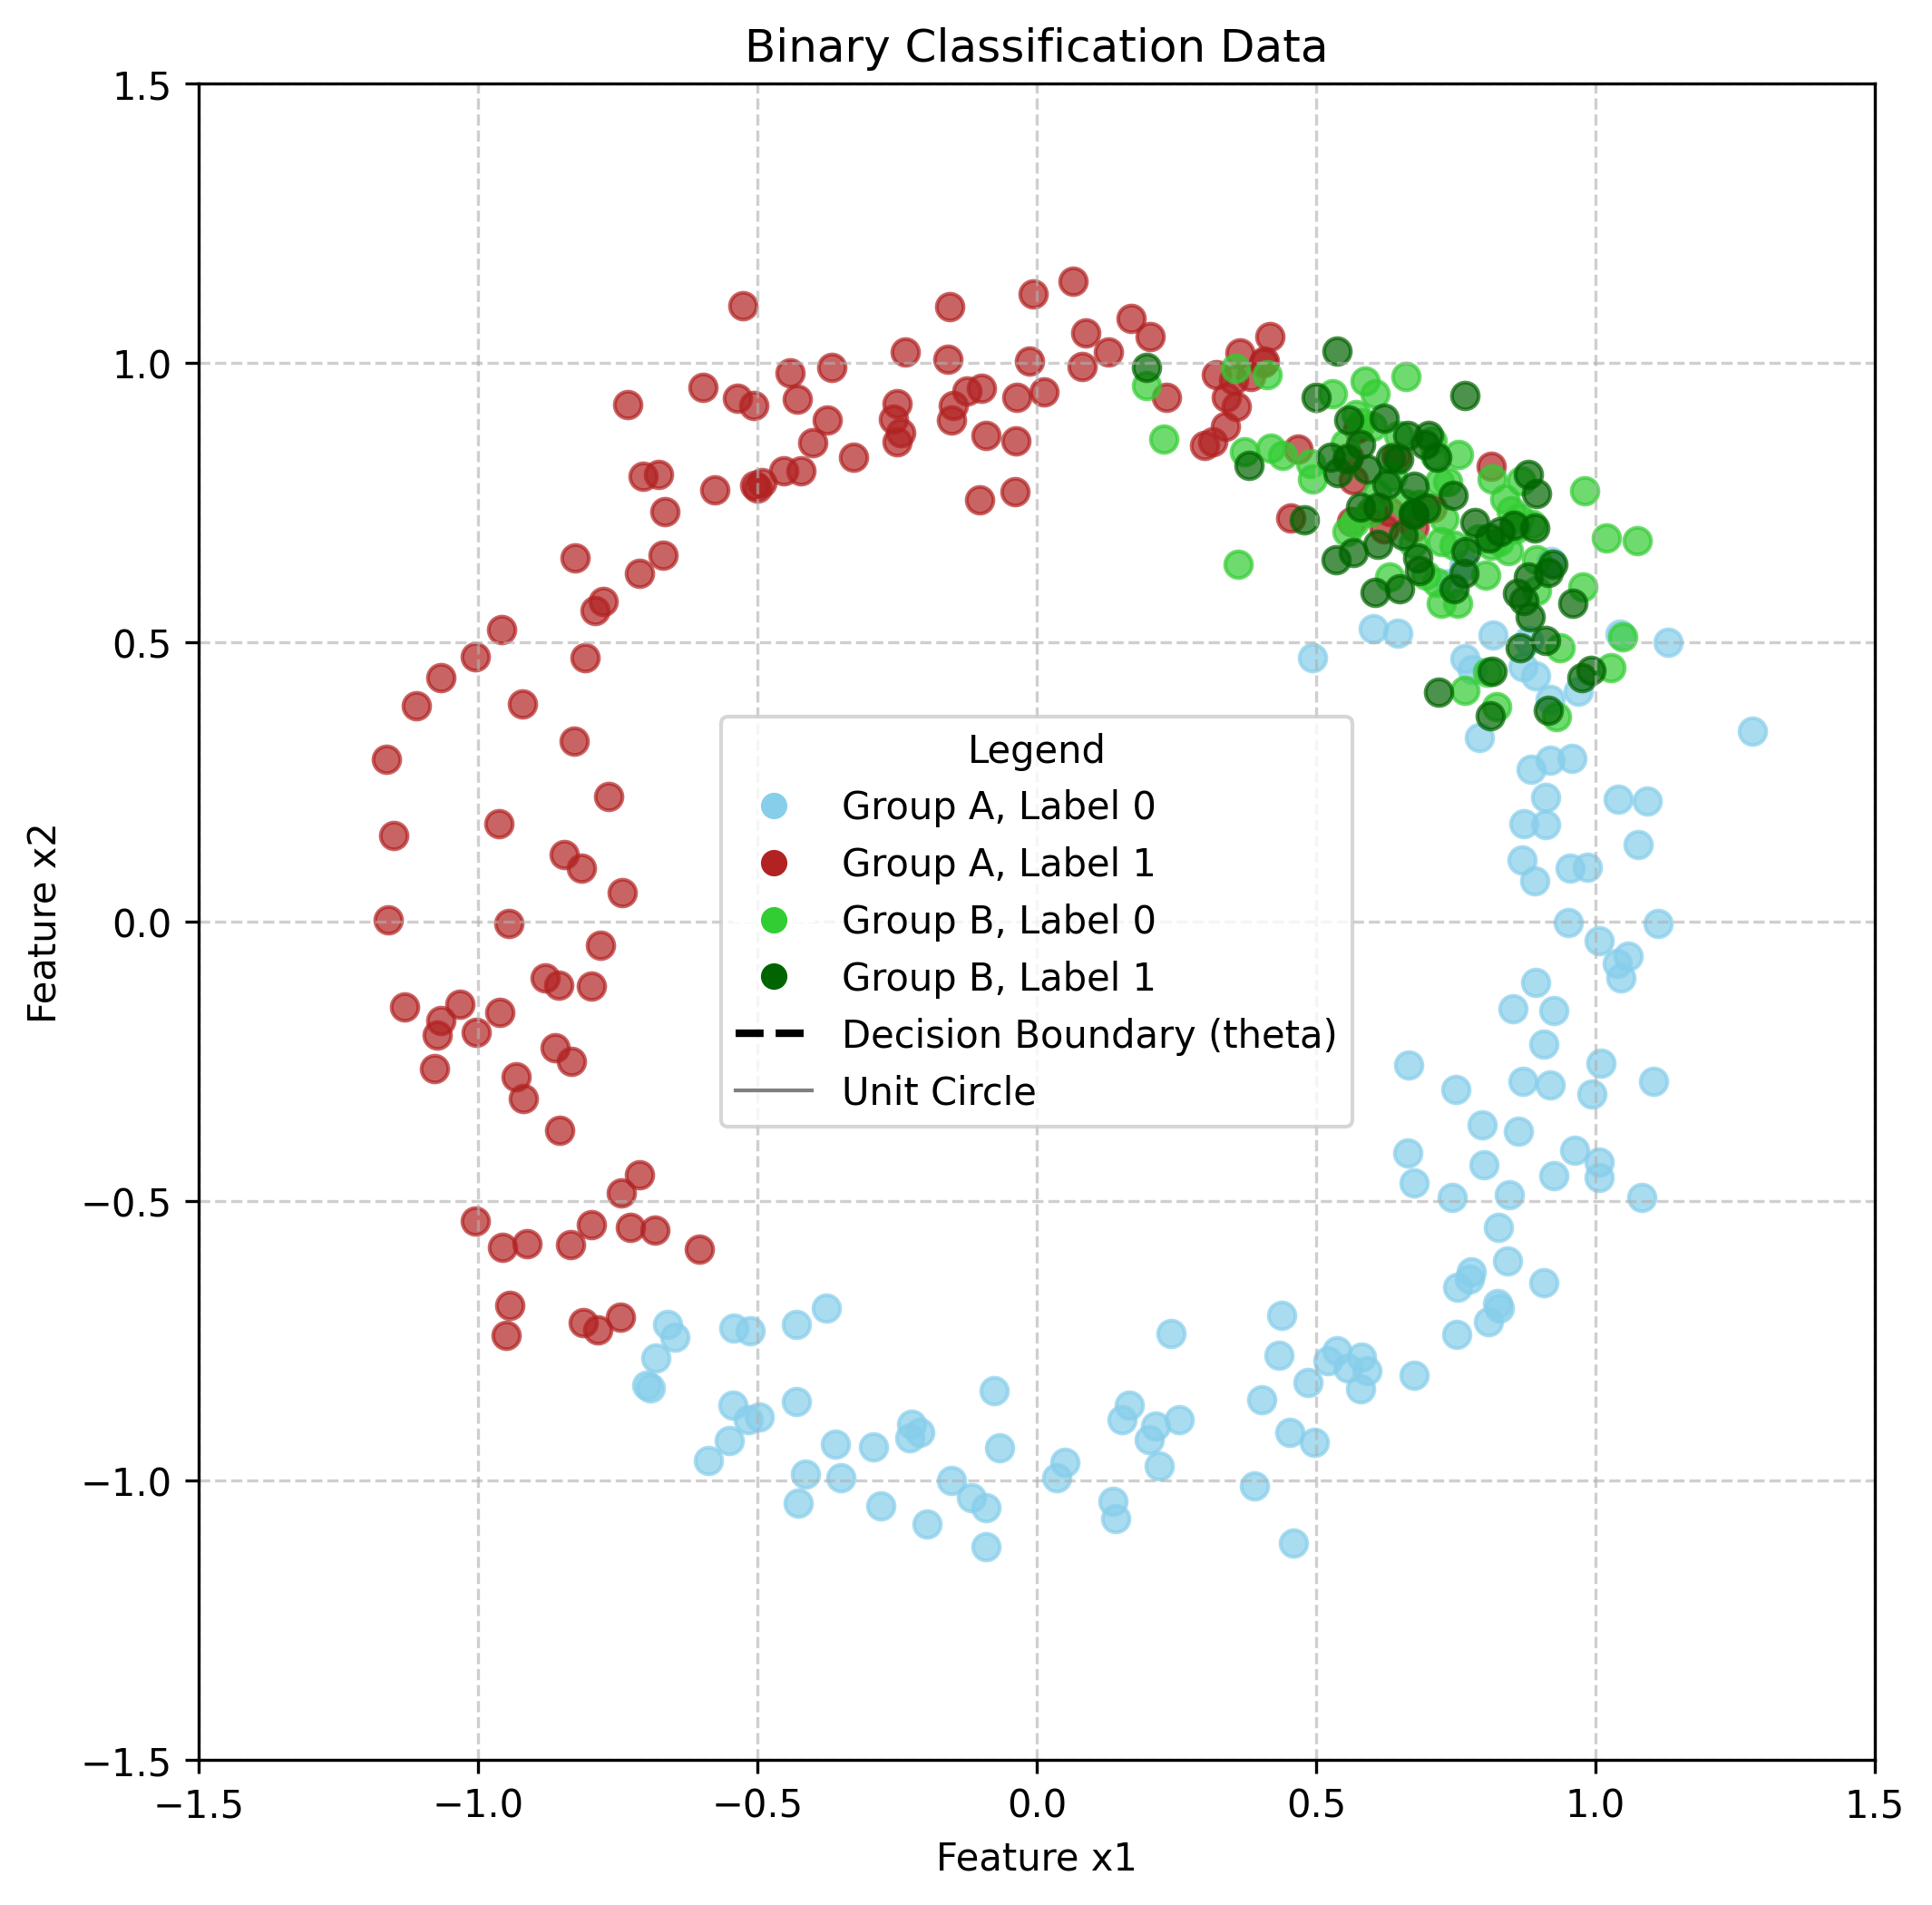 Binary Classification Data
1.5
1.0
0.5
0.0
−0.5
−1.0
−1.5
Feature x2
Legend
Group A, Label 0
Group A, Label 1
Group B, Label 0
Group B, Label 1
Decision Boundary (theta)
Unit Circle
−1.5 −1.0 −0.5 0.0 0.5 1.0 1.5
Feature x1